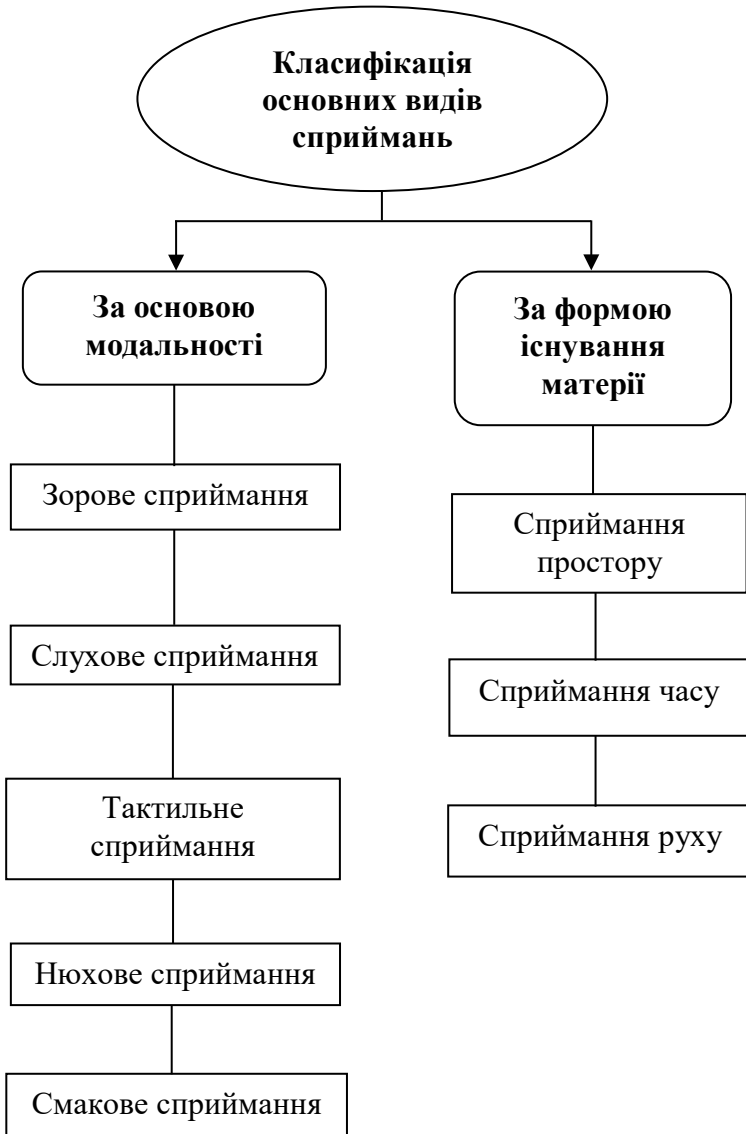 Класифікація
основних видів
сприймань
За основою
модальності
Зорове сприймання
Слухове сприймання
Тактильне
сприймання
Нюхове сприймання
Смакове сприймання
За формою
існування
матерії
Сприймання
простору
Сприймання часу
Сприймання руху